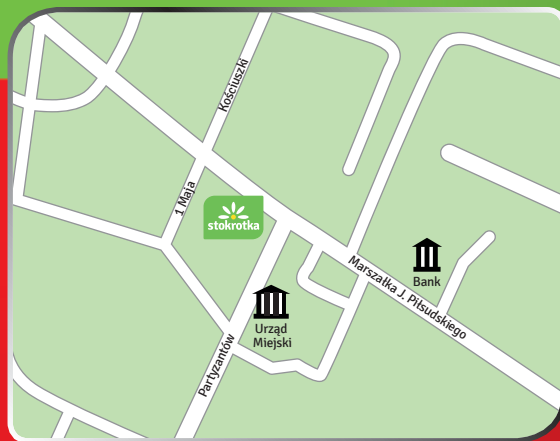 Kościuszki
1 Maja
stokrotka
Marszałka J. Piłsudskiego
Bank
Urząd
Miejski
Partyzantów